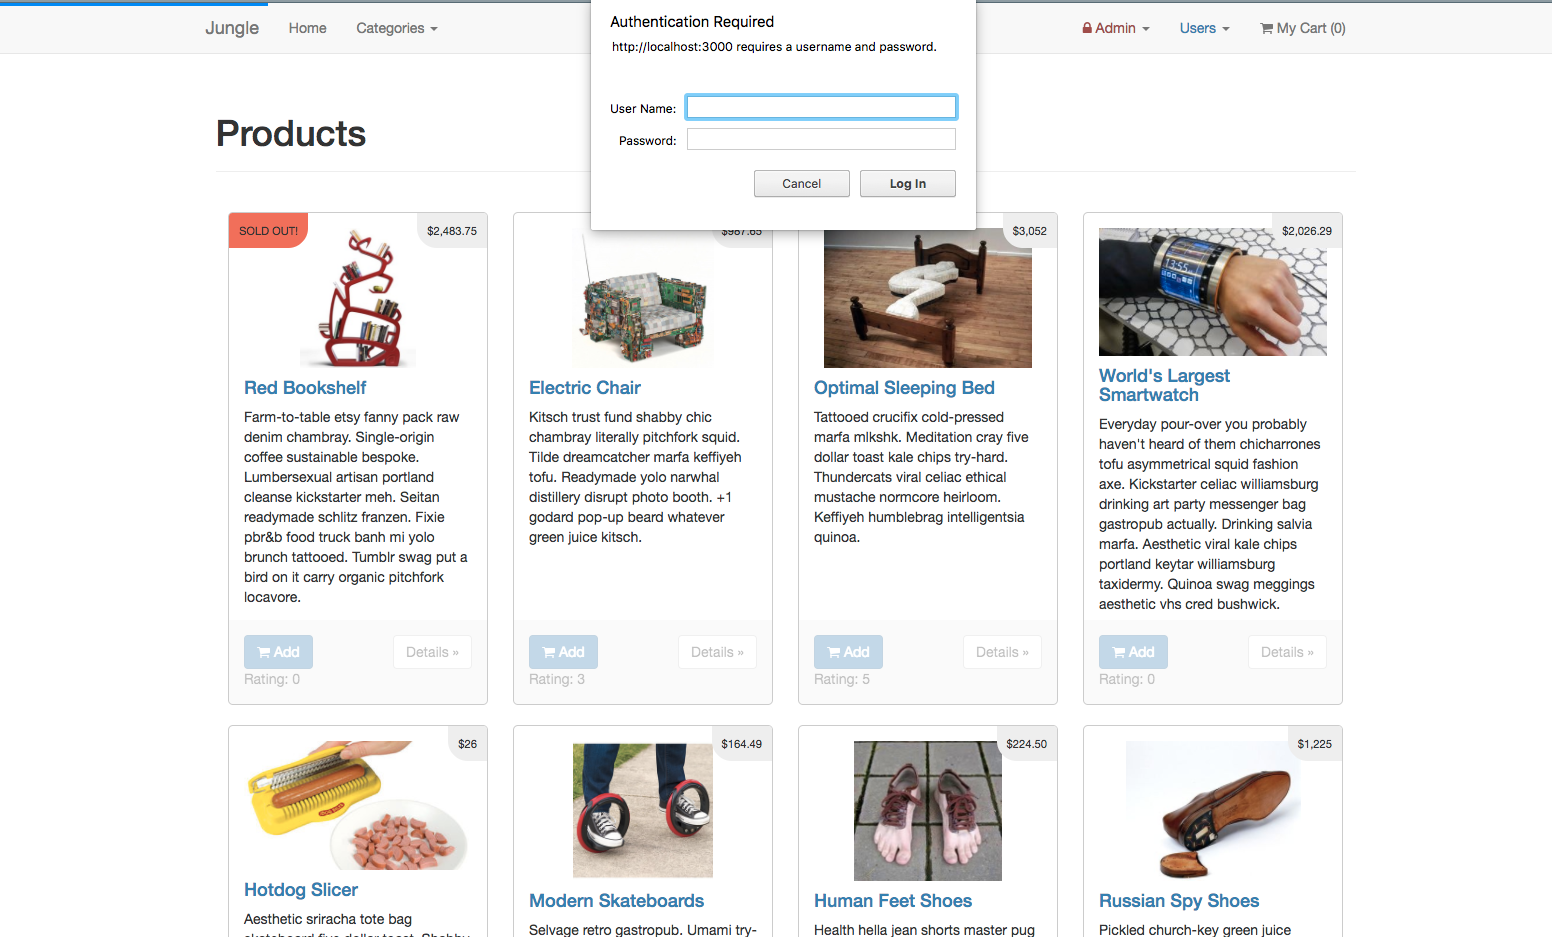 Jungle Home Categories Admin Users My Cart (0)
Authentication Required
http://localhost:3000 requires a username and password.
User Name:
Password:
Cancel Log In
Products
SOLD OUT! $2,483.75
Red Bookshelf
Farm-to-table etsy fanny pack raw
denim chambray. Single-origin
coffee sustainable bespoke.
Lumbersexual artisan portland
cleanse kickstarter meh. Seitan
readymade schlitz franzen. Fixie
pbr&b food truck banh mi yolo
brunch tattooed. Tumblr swag put a
bird on it carry organic pitchfork
locavore.
Add Details »
Rating: 0
$987.65
Electric Chair
Kitsch trust fund shabby chic
chambray literally pitchfork squid.
Tilde dreamcatcher marfa keffiyeh
tofu. Readymade yolo narwhal
distillery disrupt photo booth. +1
godard pop-up beard whatever
green juice kitsch.
Add Details »
Rating: 3
$3,052
Optimal Sleeping Bed
Tattooed crucifix cold-pressed
marfa mlkshk. Meditation cray five
dollar toast kale chips try-hard.
Thundercats viral celiac ethical
mustache normcore heirloom.
Keffiyeh humblebrag intelligentsia
quinoa.
Add Details »
Rating: 5
$2,026.29
13:55
World's Largest
Smartwatch
Everyday pour-over you probably
haven't heard of them chicharrones
tofu asymmetrical squid fashion
axe. Kickstarter celiac williamsburg
drinking art party messenger bag
gastropub actually. Drinking salvia
marfa. Aesthetic viral kale chips
portland keytar williamsburg
taxidermy. Quinoa swag meggings
aesthetic vhs cred bushwick.
Add Details »
Rating: 0
$26
Hotdog Slicer
Aesthetic sriracha tote bag
skateboard five dollar toast. Shabby
$164.49
Modern Skateboards
Selvage retro gastropub. Umami try-
$224.50
Human Feet Shoes
Health hella jean shorts master pug
$1,225
Russian Spy Shoes
Pickled church-key green juice